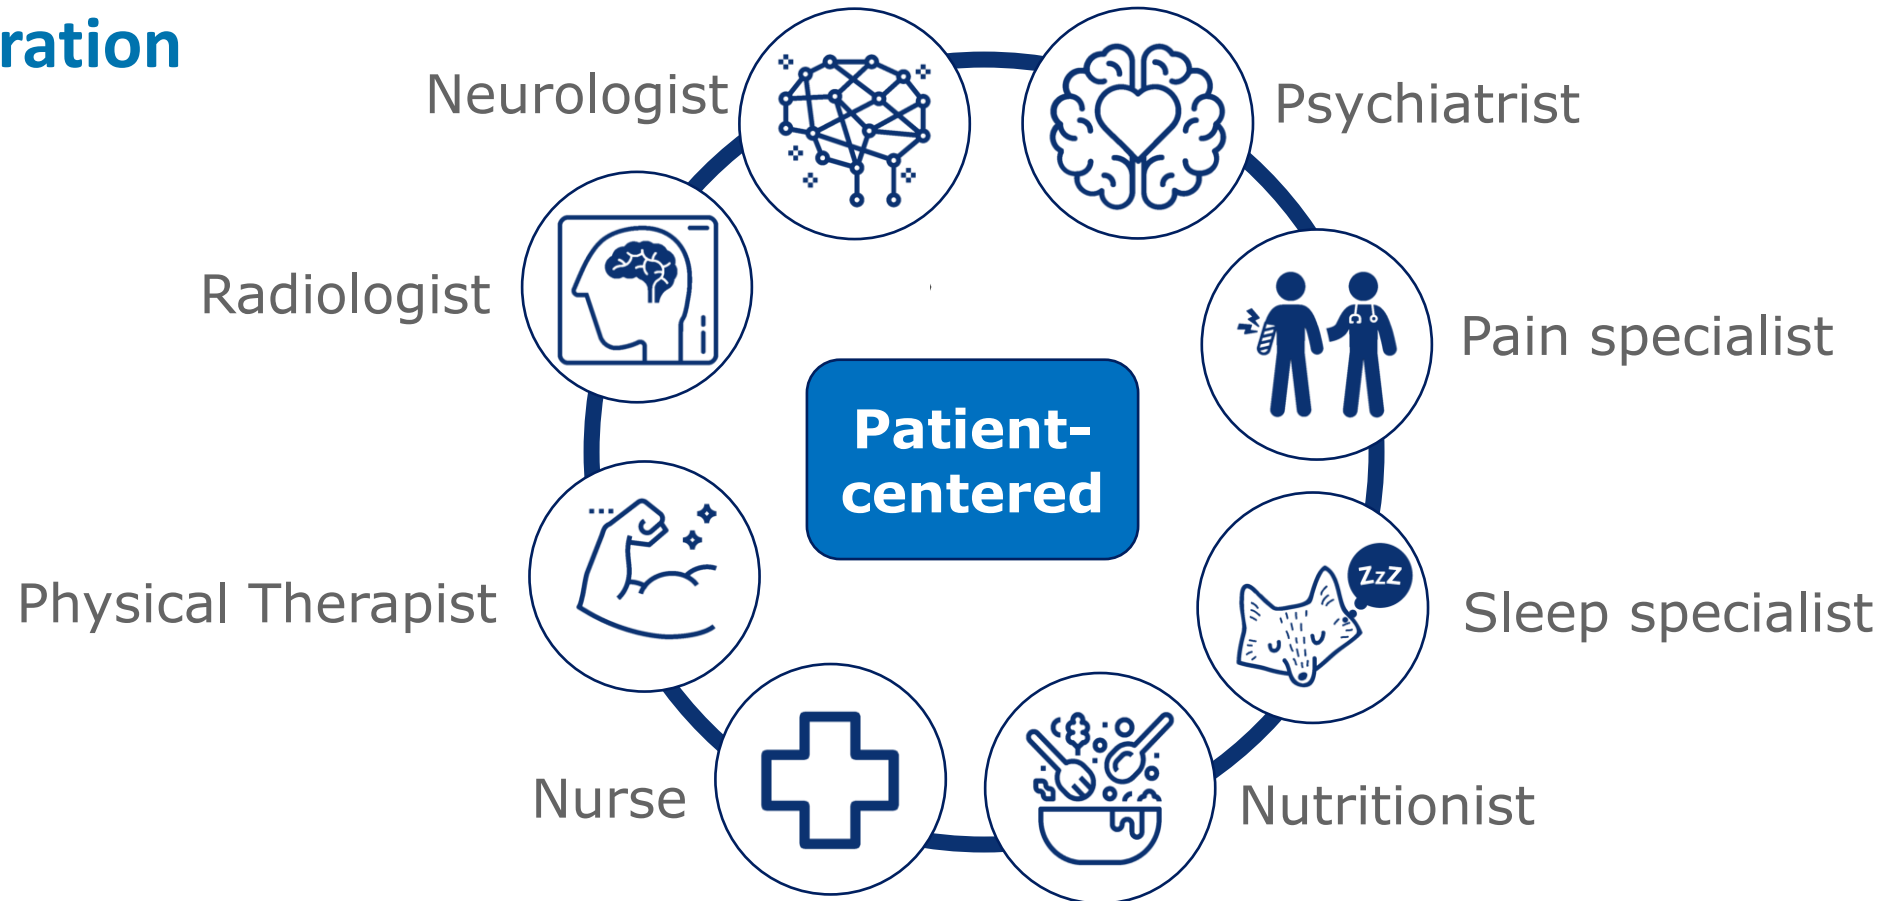 ration
Neurologist
Psychiatrist
Radiologist
Pain specialist
Patient-
centered
ZzZ
Physical Therapist
Sleep specialist
Nurse
Nutritionist